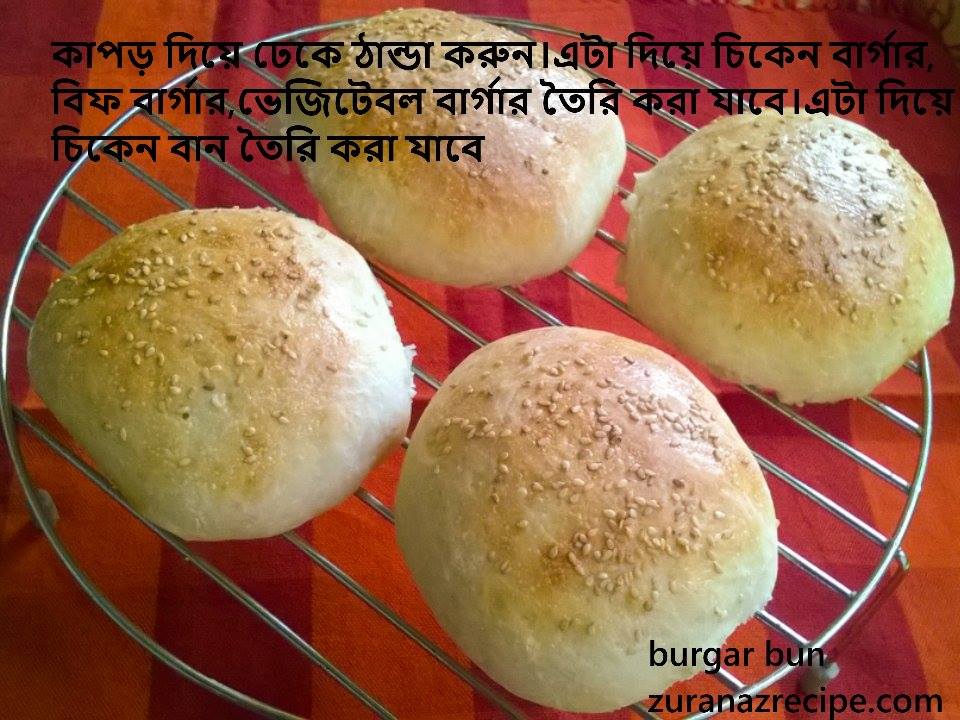 কাপড় দিয়ে ঢেকে ঠান্ডা করুন।এটা দিয়ে চিকেন বার্গার,
বিফ বার্গার,ভেজিটেবল বার্গার তৈরি করা যাবে।এটা দিয়ে
চিকেন বান তৈরি করা যাবে
burgar bun
zuranazrecipe.com